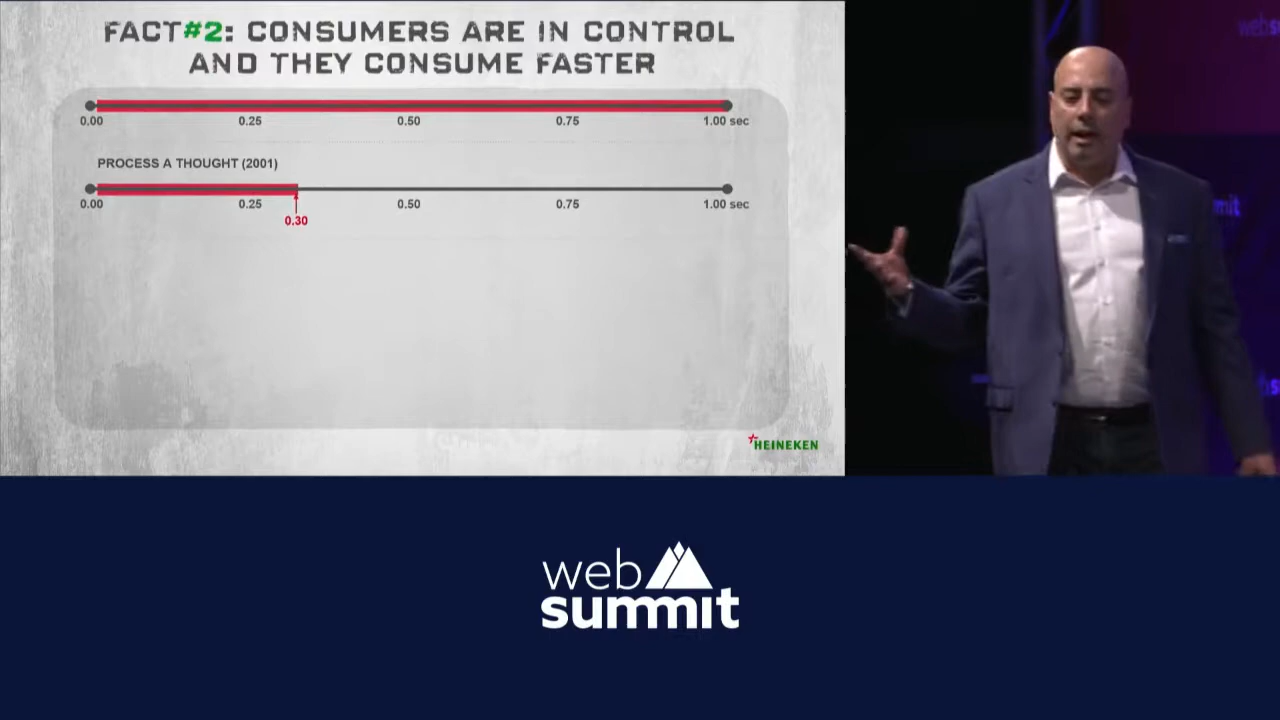 FACT#2: CONSUMERS ARE IN CONTROL
AND THEY CONSUME FASTER
0.00 0.25 0.50 0.75 1.00 sec
PROCESS A THOUGHT (2001)
0.00 0.25 0.50 0.75 1.00 sec
0.30
HEINEKEN
web
summit